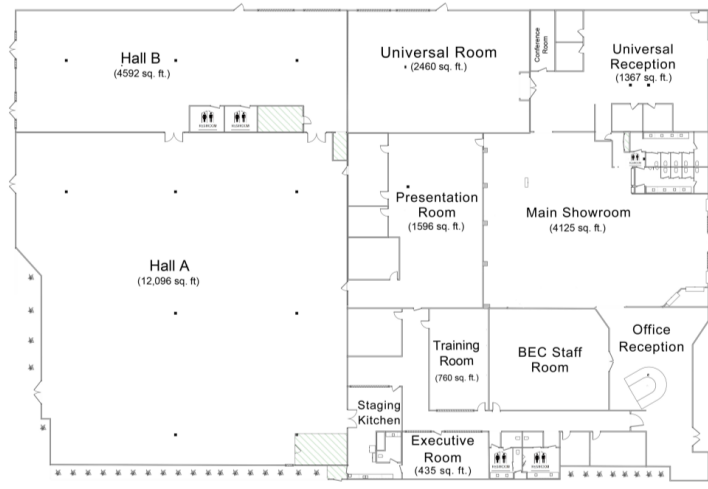 Hall B
(4592 sq. ft.)
Universal Room
(2460 sq. ft.)
Conference
Room
Universal
Reception
(1367 sq. ft.)
Presentation
Room
(1596 sq. ft.)
Main Showroom
(4125 sq. ft.)
Hall A
(12,096 sq. ft)
Training
Room
(760 sq. ft.)
BEC Staff
Room
Office
Reception
Staging
Kitchen
Executive
Room
(435 sq. ft.)